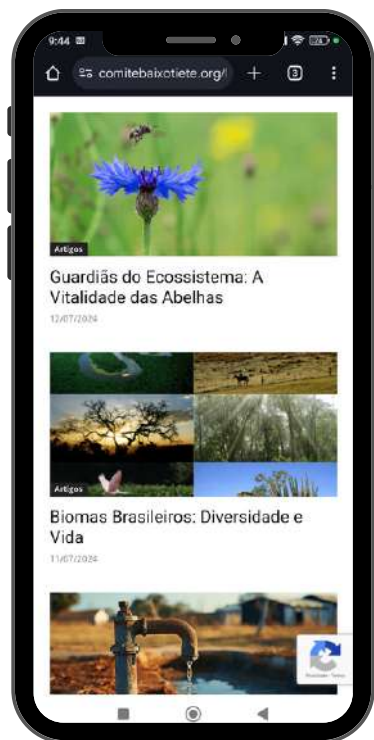 9:44
comitebaixotiete.org/
3
Artigos
Guardiãs do Ecossistema: A
Vitalidade das Abelhas
12/07/2024
Artigos
Biomas Brasileiros: Diversidade e
Vida
11/07/2024